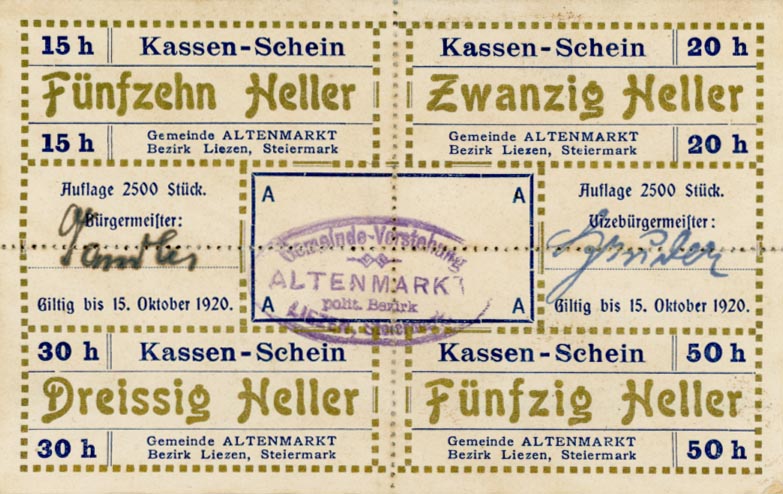 15 h Kassen-Schein
Fünfzehn Heller
15 h Gemeinde ALTENMARKT
Bezirk Liezen, Steiermark
Kassen-Schein 20 h
Zwanzig Heller
Gemeinde ALTENMARKT 20 h
Bezirk Liezen, Steiermark
Auflage 2500 Stück.
Bürgermeister:
Giltig bis 15. Oktober 1920.
A A
Gemeinde-Vorstehung
ALTENMARKT
polit. Bezirk
LIEZEN, Steiermark
A A
Auflage 2500 Stück.
Vizebürgermeister:
Giltig bis 15. Oktober 1920.
30 h Kassen-Schein
Dreissig Heller
30 h Gemeinde ALTENMARKT
Bezirk Liezen, Steiermark
Kassen-Schein 50 h
Fünfzig Heller
Gemeinde ALTENMARKT 50 h
Bezirk Liezen, Steiermark